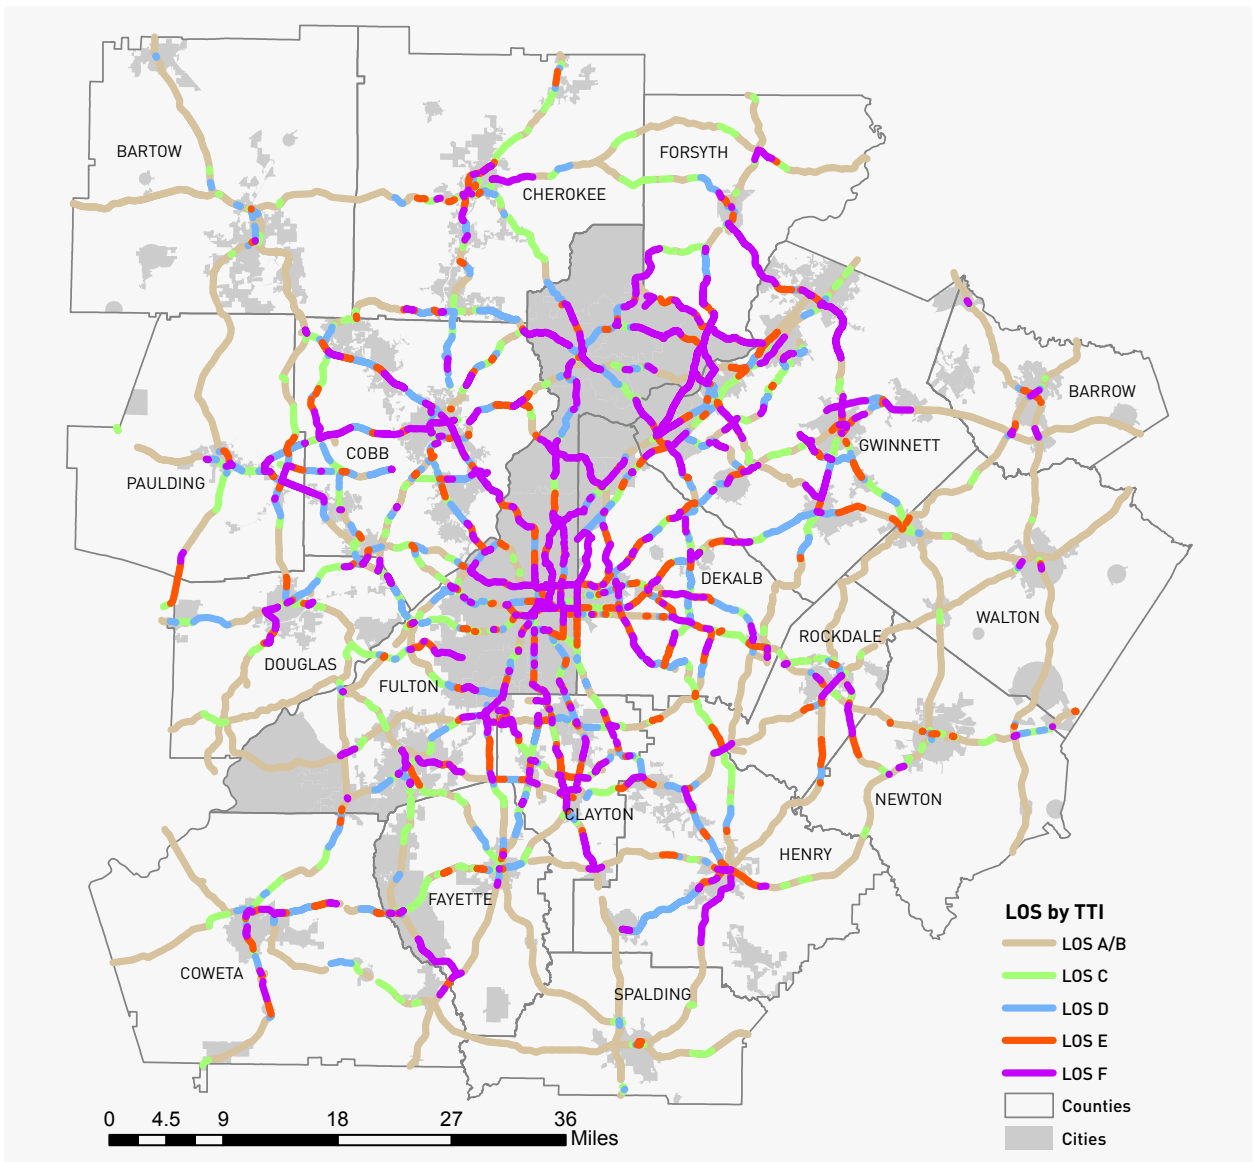 BARTOW
FORSYTH
CHEROKEE
BARROW
GWINNETT
COBB
PAULDING
DEKALB
WALTON
ROCKDALE
DOUGLAS
FULTON
NEWTON
CLAYTON
HENRY
FAYETTE
COWETA
SPALDING
LOS by TTI
LOS A/B
LOS C
LOS D
LOS E
LOS F
Counties
Cities
0 4.5 9 18 27 36
Miles